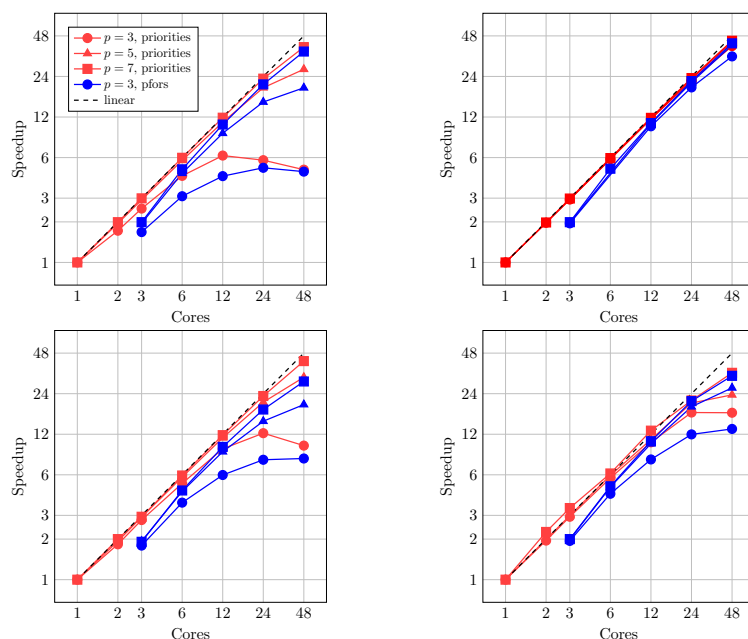 48
24
12
6
3
2
1
Speedup
p = 3, priorities
p = 5, priorities
p = 7, priorities
p = 3, pfors
linear
1 2 3 6 12 24 48
Cores
48
24
12
6
3
2
1
Speedup
1 2 3 6 12 24 48
Cores
48
24
12
6
3
2
1
Speedup
1 2 3 6 12 24 48
Cores
48
24
12
6
3
2
1
Speedup
1 2 3 6 12 24 48
Cores